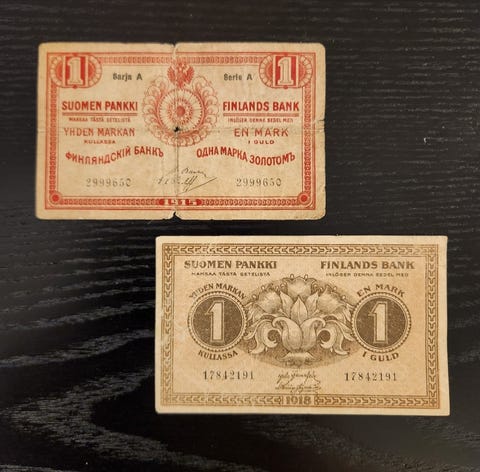 1 Sarja A Serie A 1
SUOMEN PANKKI FINLANDS BANK
MAKSAA TÄSTÄ SETELISTÄ INLÖSER DENNA SEDEL MED
YHDEN MARKAN EN MARK
KULLASSA I GULD
ФИНЛЯНДСКІЙ БАНКЪ ОДНА МАРКА ЗОЛОТОМЪ
2999650 2999650
1915
SUOMEN PANKKI FINLANDS BANK
MAKSAA TÄSTÄ SETELISTÄ INLÖSER DENNA SEDEL MED
YHDEN MARKAN EN MARK
1 1
KULLASSA I GULD
17842191 17842191
1918